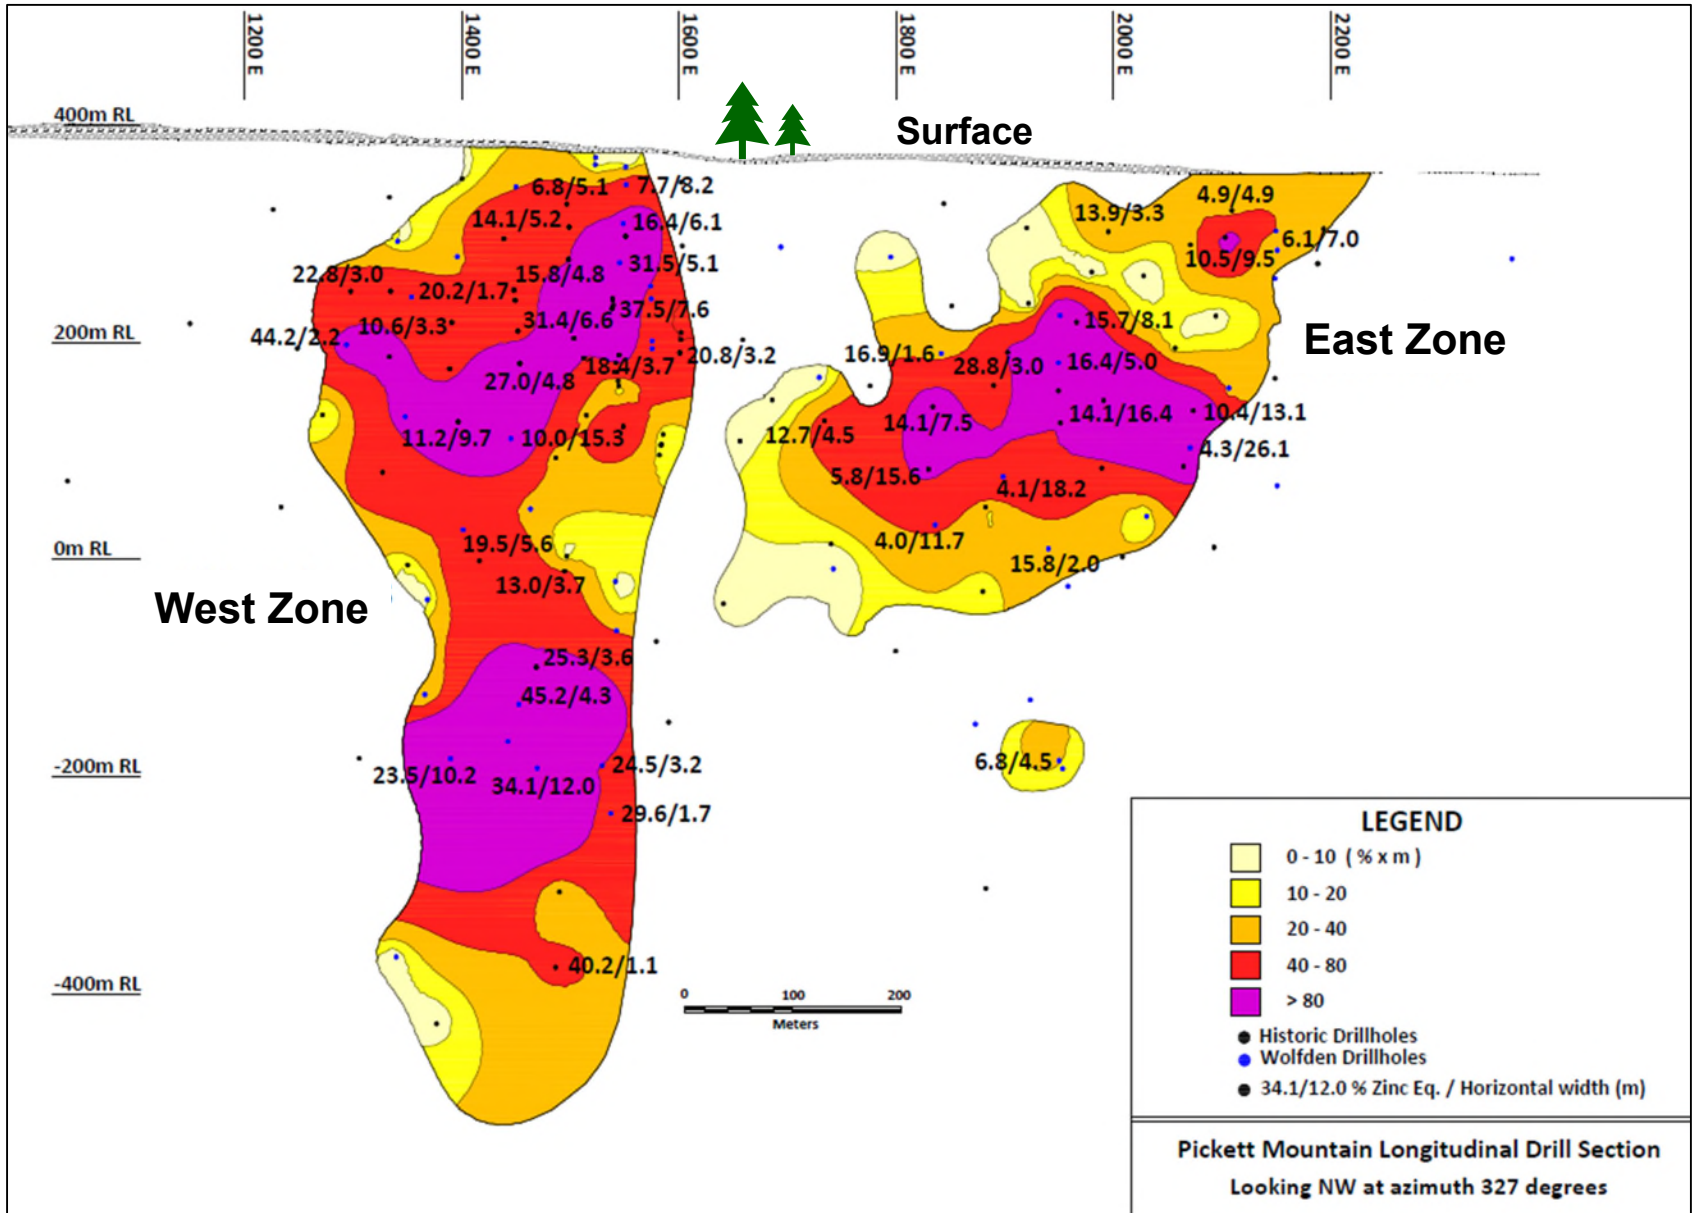 1200 E
1400 E
1600 E
1800 E
2000 E
2200 E
400m RL
Surface
6.8/5.1
7.7/8.2
4.9/4.9
14.1/5.2
16.4/6.1
13.9/3.3
6.1/7.0
22.8/3.0
15.8/4.8
31.5/5.1
10.5/9.5
20.2/1.7
37.5/7.6
44.2/2.2
10.6/3.3
31.4/6.6
15.7/8.1
200m RL
East Zone
20.8/3.2
16.9/1.6
28.8/3.0
16.4/5.0
27.0/4.8
18.4/3.7
14.1/7.5
14.1/16.4
10.4/13.1
11.2/9.7
10.0/15.3
12.7/4.5
4.3/26.1
5.8/15.6
4.1/18.2
0m RL
19.5/5.6
4.0/11.7
13.0/3.7
15.8/2.0
West Zone
25.3/3.6
45.2/4.3
-200m RL
23.5/10.2
34.1/12.0
24.5/3.2
6.8/4.5
29.6/1.7
-400m RL
40.2/1.1
0 100 200
Meters
LEGEND
0 - 10 ( % x m )
10 - 20
20 - 40
40 - 80
> 80
Historic Drillholes
Wolfden Drillholes
34.1/12.0 % Zinc Eq. / Horizontal width (m)
Pickett Mountain Longitudinal Drill Section
Looking NW at azimuth 327 degrees